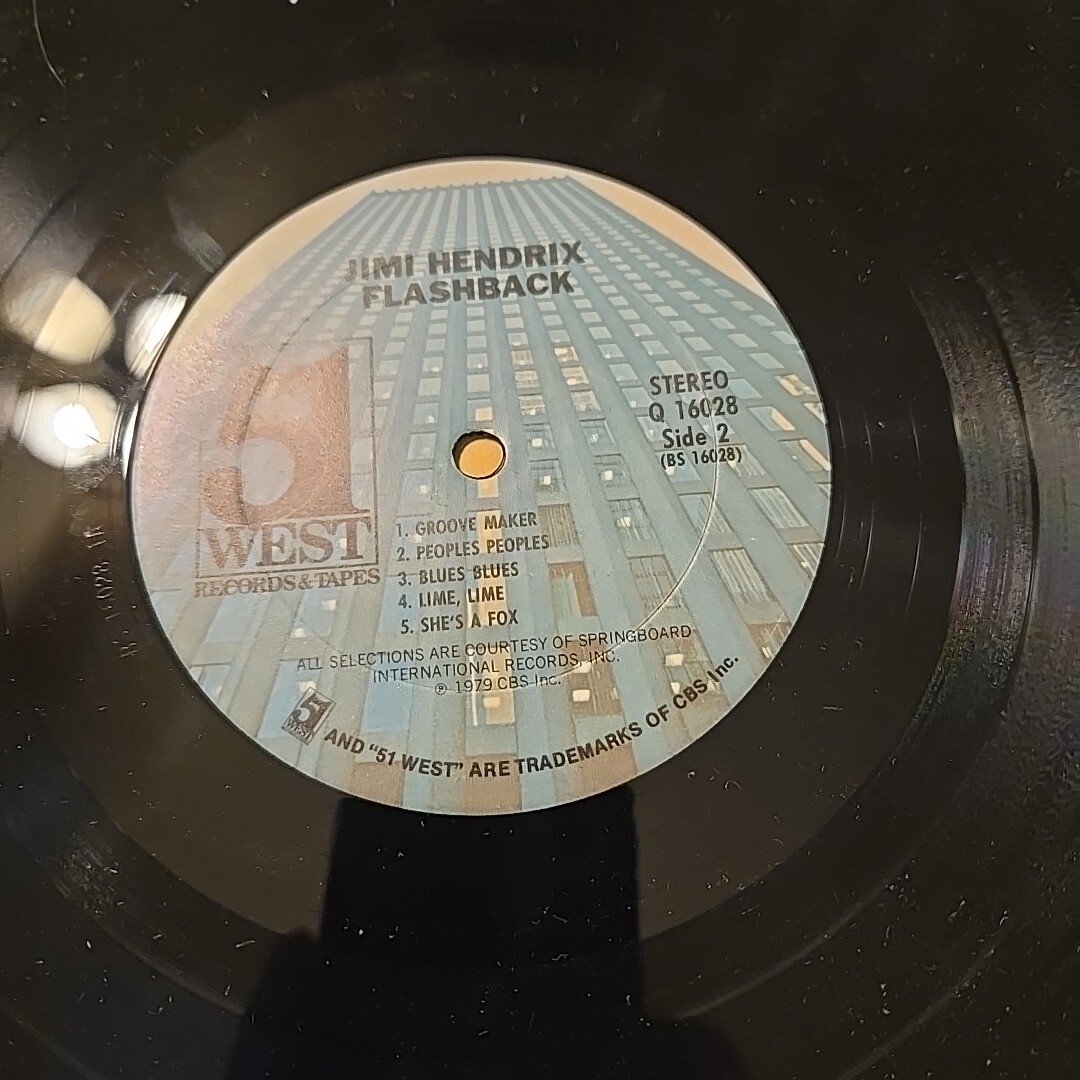 JIMI HENDRIX
FLASHBACK
STEREO
Q 16028
Side 2
(BS 16028)
51
WEST
RECORDS & TAPES
1. GROOVE MAKER
2. PEOPLES PEOPLES
3. BLUES BLUES
4. LIME, LIME
5. SHE'S A FOX
ALL SELECTIONS ARE COURTESY OF SPRINGBOARD
INTERNATIONAL RECORDS, INC.
℗ 1979 CBS Inc.
51
WEST
AND "51 WEST" ARE TRADEMARKS OF CBS Inc.